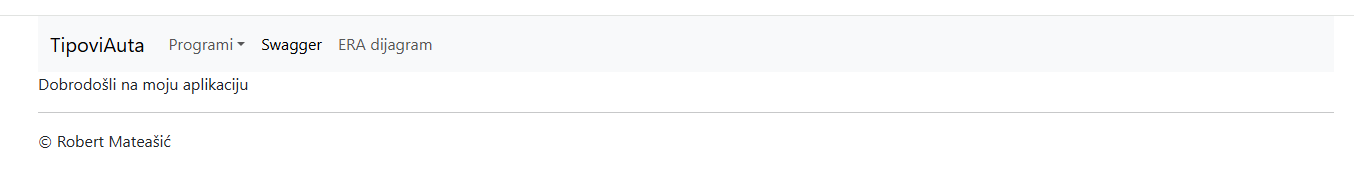 TipoviAuta Programi Swagger ERA dijagram
Dobrodošli na moju aplikaciju
© Robert Mateašić